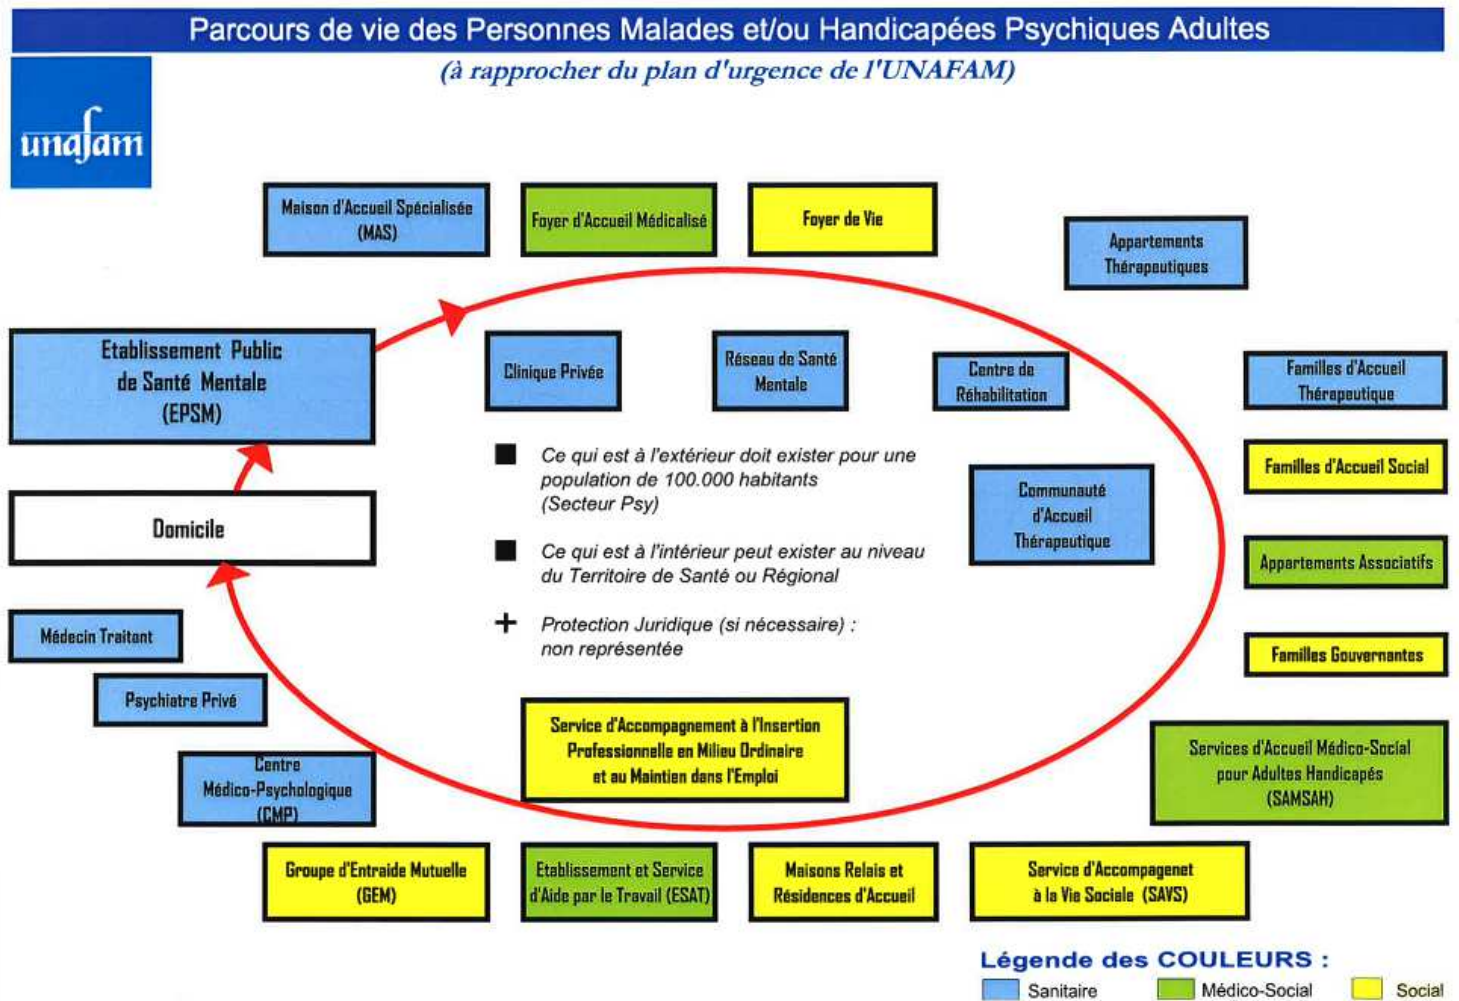 Parcours de vie des Personnes Malades et/ou Handicapées Psychiques Adultes
(à rapprocher du plan d'urgence de l'UNAFAM)
unafam
Maison d'Accueil Spécialisée
(MAS)
Foyer d'Accueil Médicalisé
Foyer de Vie
Appartements
Thérapeutiques
Etablissement Public
de Santé Mentale
(EPSM)
Clinique Privée
Réseau de Santé
Mentale
Centre de
Réhabilitation
Familles d'Accueil
Thérapeutique
Ce qui est à l'extérieur doit exister pour une
population de 100.000 habitants
(Secteur Psy)
Familles d'Accueil Social
Communauté
d'Accueil
Thérapeutique
Domicile
Ce qui est à l'intérieur peut exister au niveau
du Territoire de Santé ou Régional
Appartements Associatifs
Médecin Traitant
+ Protection Juridique (si nécessaire) :
non représentée
Familles Gouvernantes
Psychiatre Privé
Service d'Accompagnement à l'Insertion
Professionnelle en Milieu Ordinaire
et au Maintien dans l'Emploi
Services d'Accueil Médico-Social
pour Adultes Handicapés
(SAMSAH)
Centre
Médico-Psychologique
(CMP)
Groupe d'Entraide Mutuelle
(GEM)
Etablissement et Service
d'Aide par le Travail (ESAT)
Maisons Relais et
Résidences d'Accueil
Service d'Accompagenet
à la Vie Sociale (SAVS)
Légende des COULEURS :
Sanitaire
Médico-Social
Social